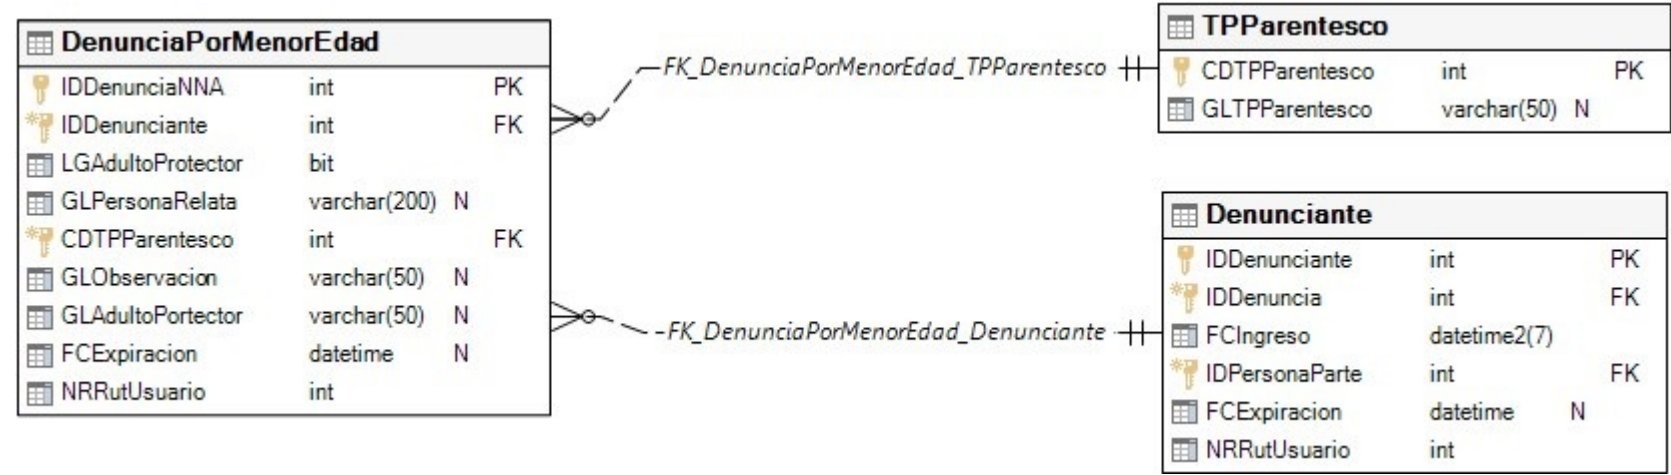 DenunciaPorMenorEdad
IDDenunciaNNA int PK
IDDenunciante int FK
LGAdultoProtector bit
GLPersonaRelata varchar(200) N
CDTPParentesco int FK
GLObservacion varchar(50) N
GLAdultoPortector varchar(50) N
FCExpiracion datetime N
NRRutUsuario int
FK_DenunciaPorMenorEdad_TPParentesco
FK_DenunciaPorMenorEdad_Denunciante
TPParentesco
CDTPParentesco int PK
GLTPParentesco varchar(50) N
Denunciante
IDDenunciante int PK
IDDenuncia int FK
FCIngreso datetime2(7)
IDPersonaParte int FK
FCExpiracion datetime N
NRRutUsuario int